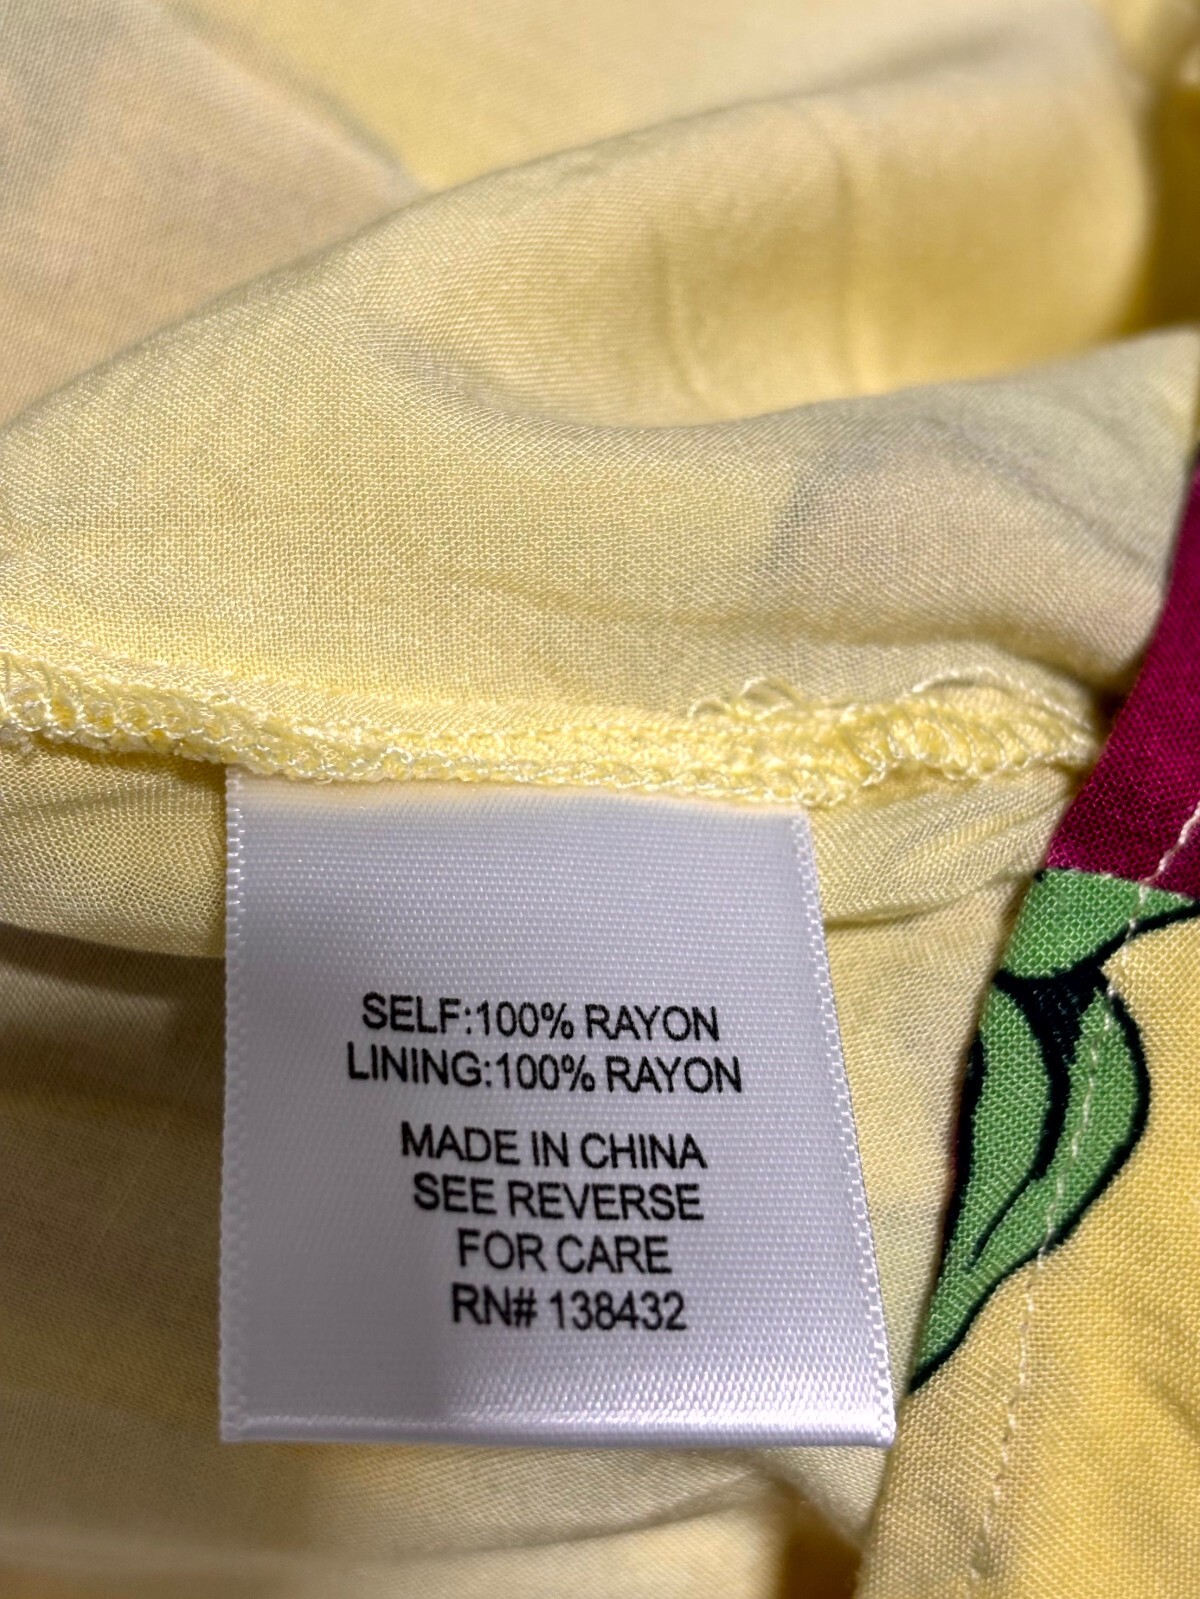 SELF:100% RAYON
LINING:100% RAYON
MADE IN CHINA
SEE REVERSE
FOR CARE
RN# 138432